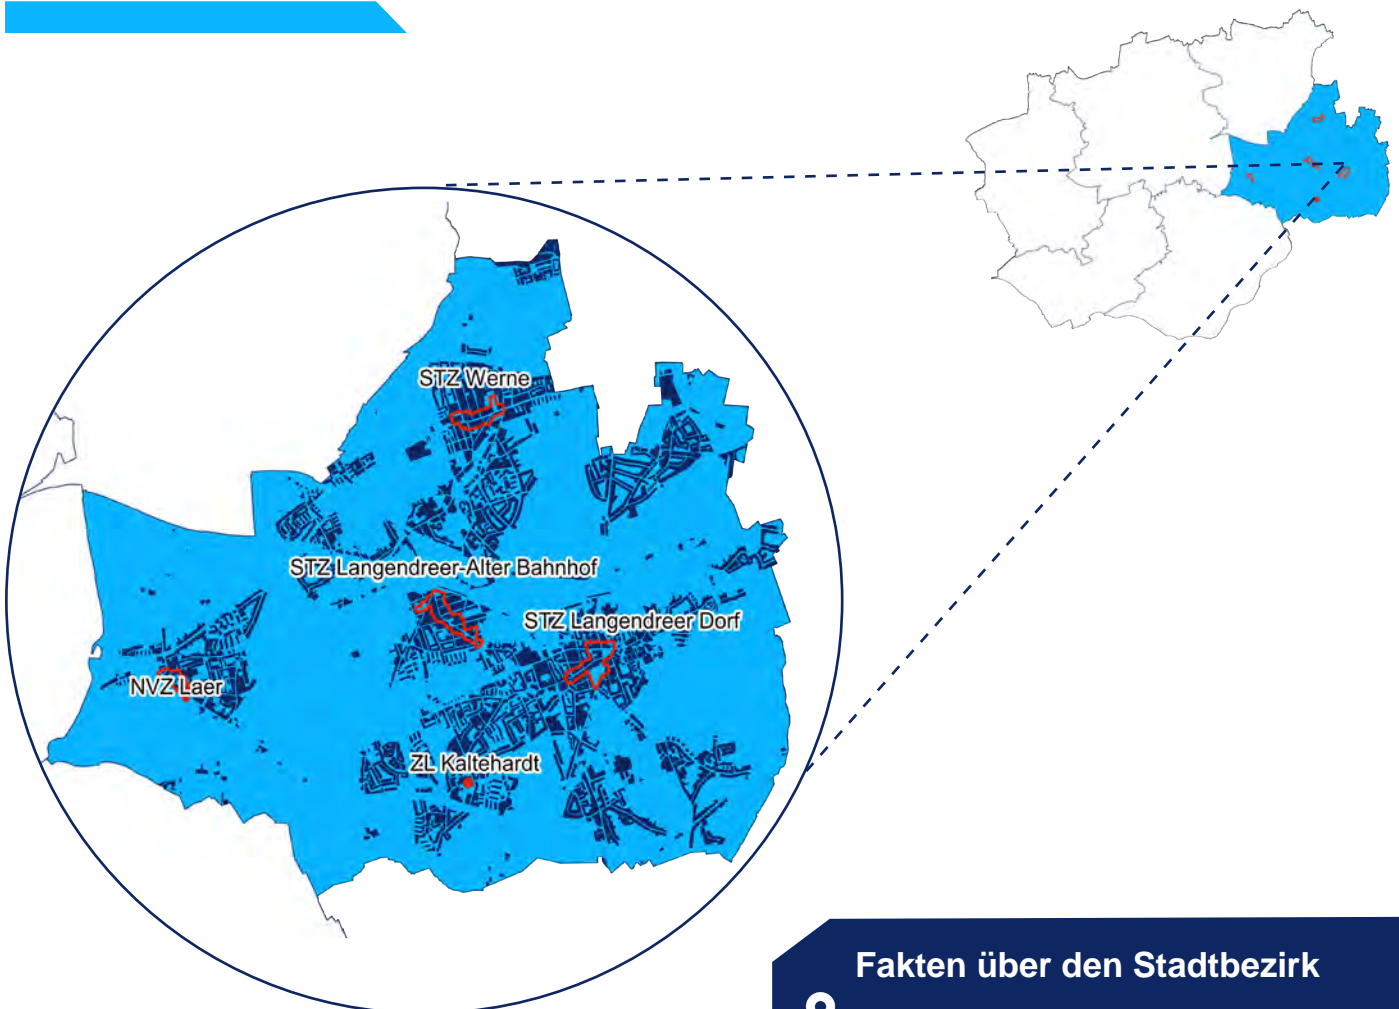 STZ Werne
STZ Langendreer-Alter Bahnhof
STZ Langendreer Dorf
NVZ Laer
ZL Kaltehardt
Fakten über den Stadtbezirk